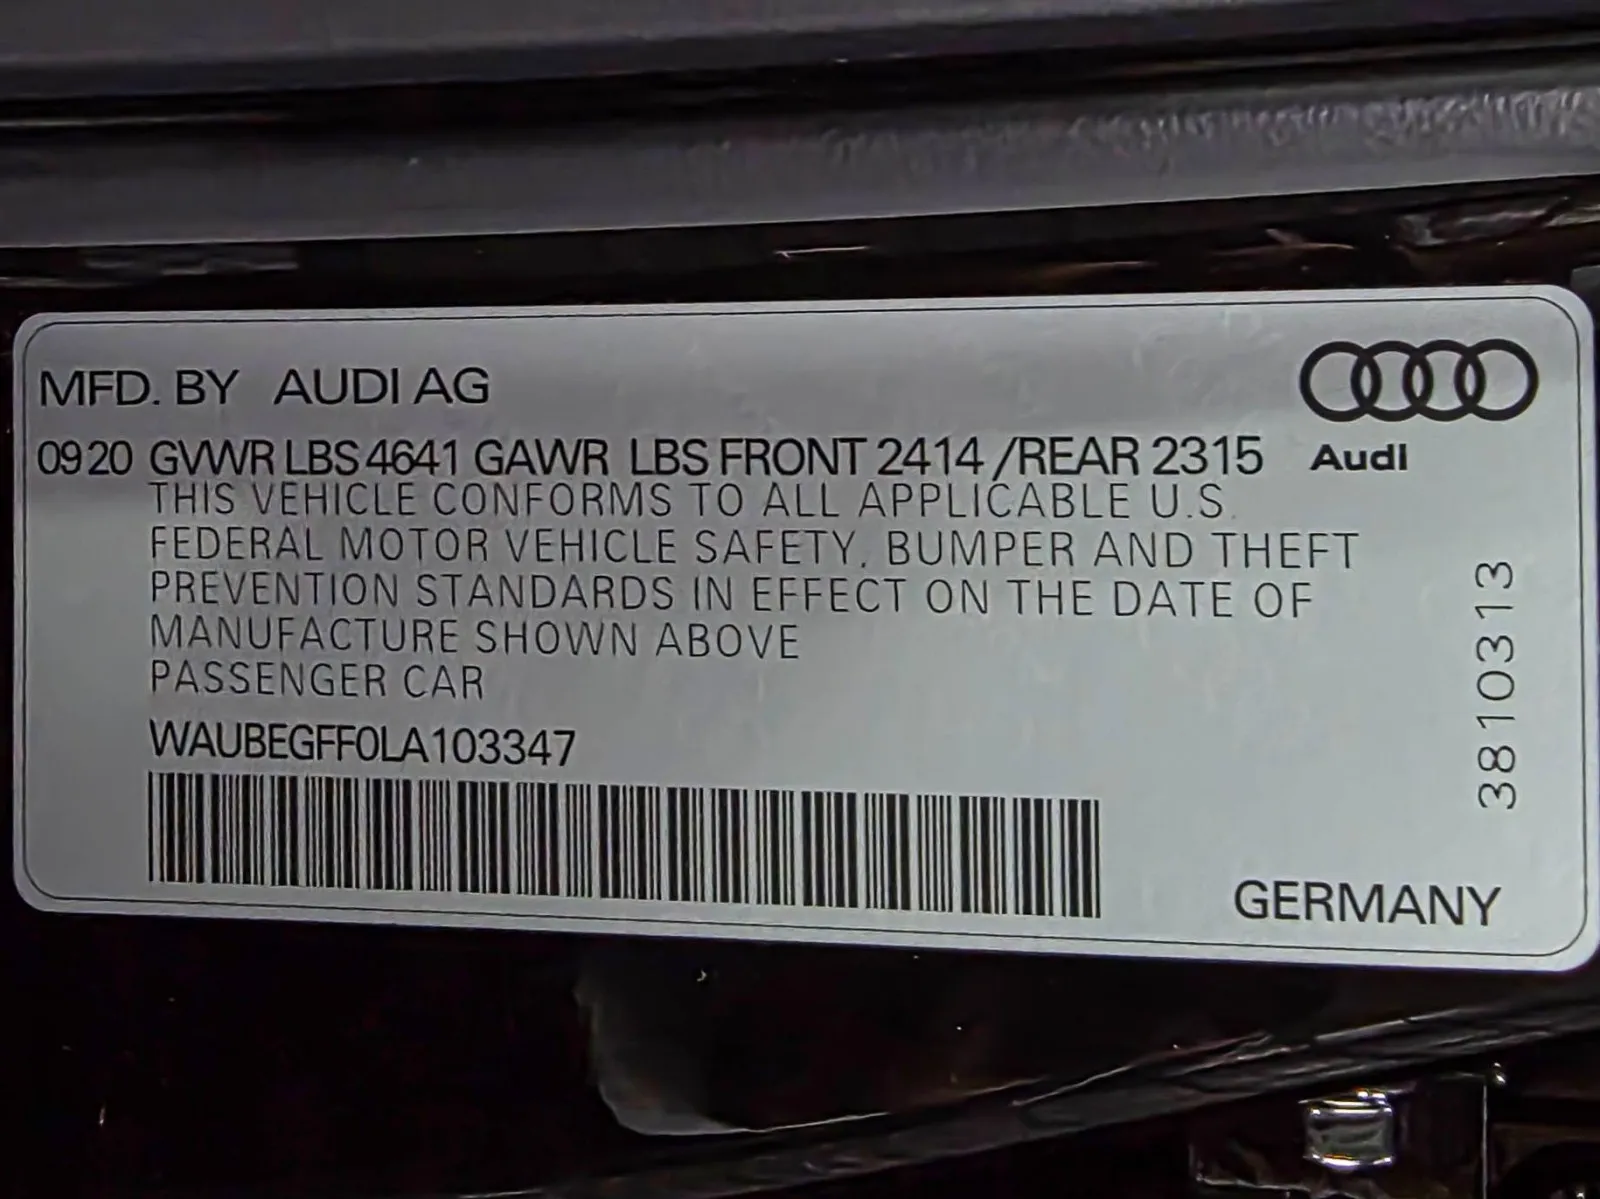 MFD. BY AUDI AG
0920 GVWR LBS 4641 GAWR LBS FRONT 2414 /REAR 2315
Audi
THIS VEHICLE CONFORMS TO ALL APPLICABLE U.S.
FEDERAL MOTOR VEHICLE SAFETY, BUMPER AND THEFT
PREVENTION STANDARDS IN EFFECT ON THE DATE OF
MANUFACTURE SHOWN ABOVE
PASSENGER CAR
WAUBEGFF0LA103347
3810313
GERMANY